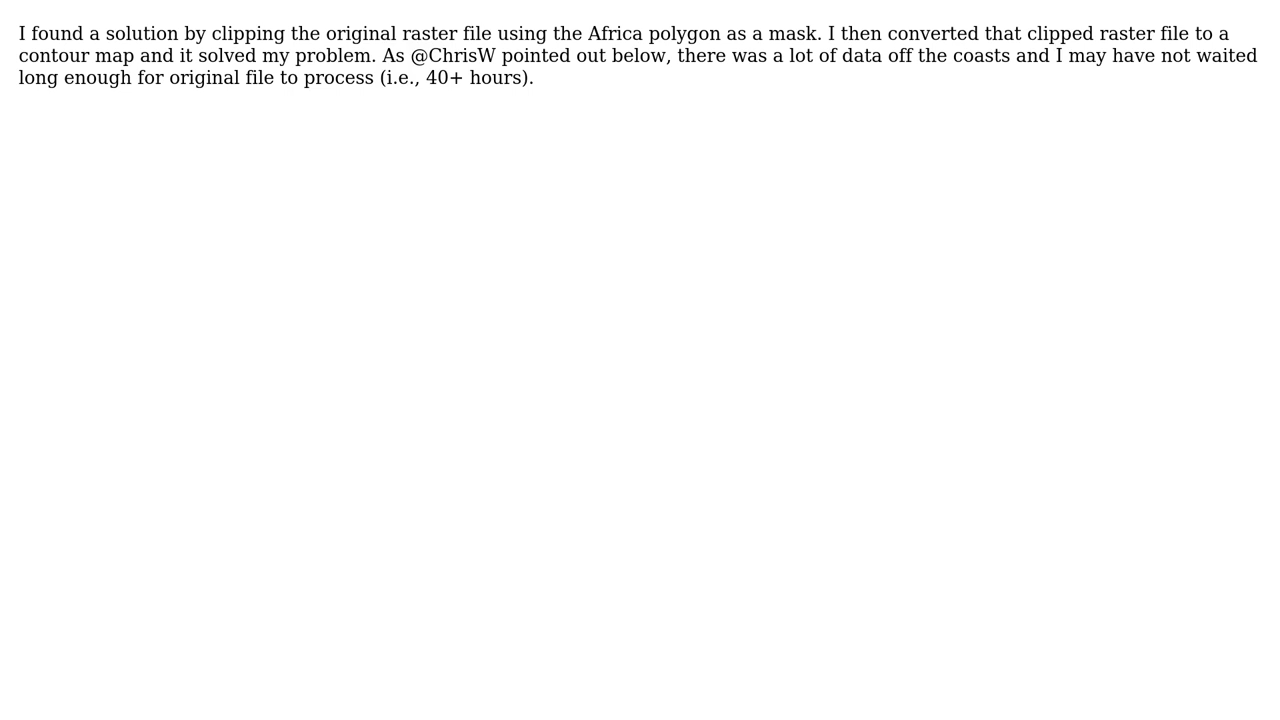 I found a solution by clipping the original raster file using the Africa polygon as a mask. I then converted that clipped raster file to a
contour map and it solved my problem. As @ChrisW pointed out below, there was a lot of data off the coasts and I may have not waited
long enough for original file to process (i.e., 40+ hours).